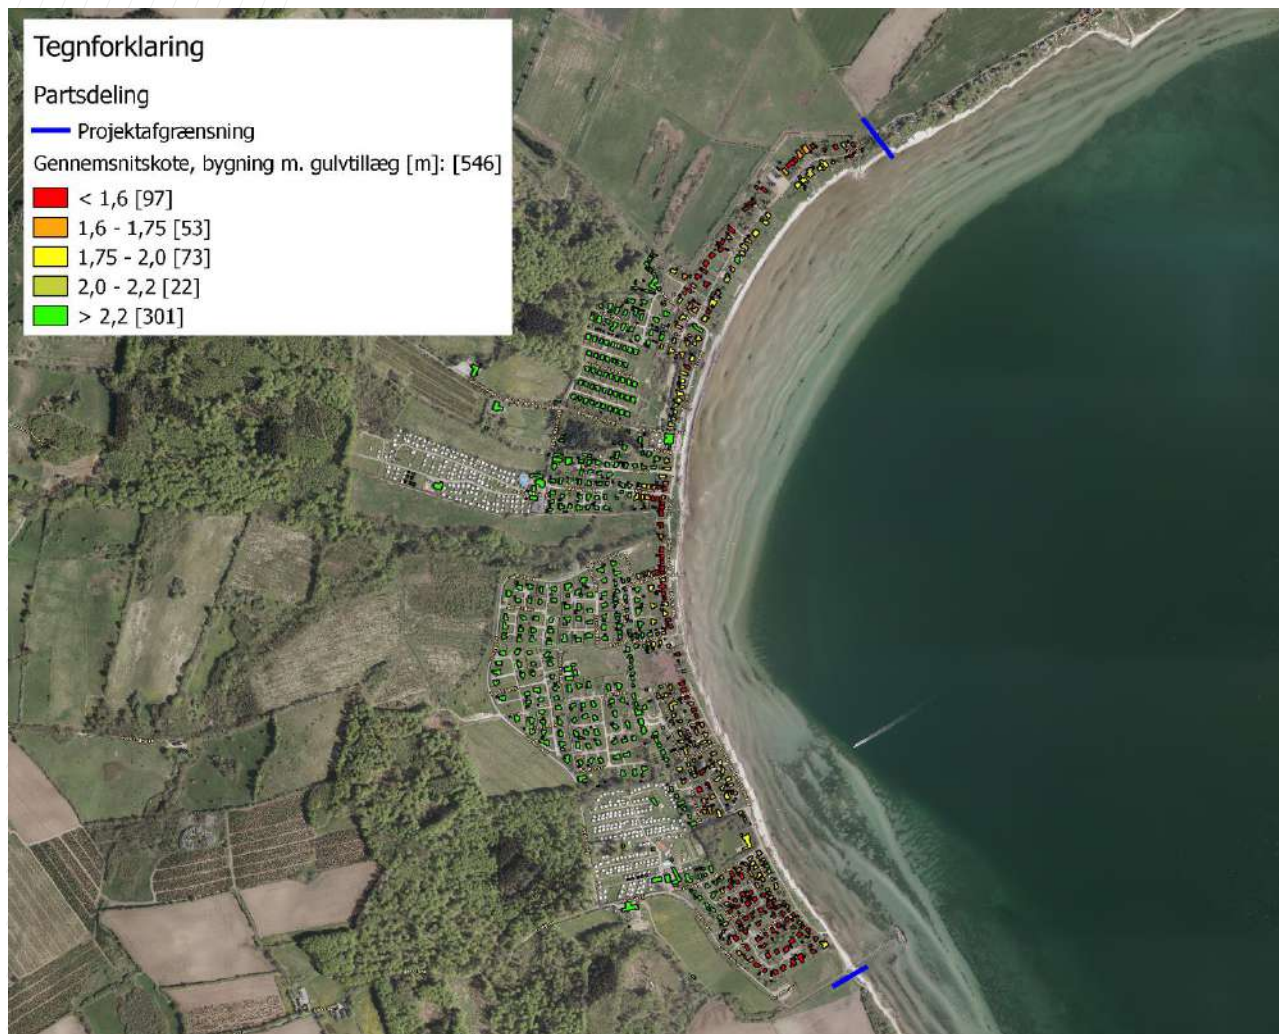 Tegnforklaring
Partsdeling
Projektafgrænsning
Gennemsnitskote, bygning m. gulvtillæg [m]: [546]
< 1,6 [97]
1,6 - 1,75 [53]
1,75 - 2,0 [73]
2,0 - 2,2 [22]
> 2,2 [301]